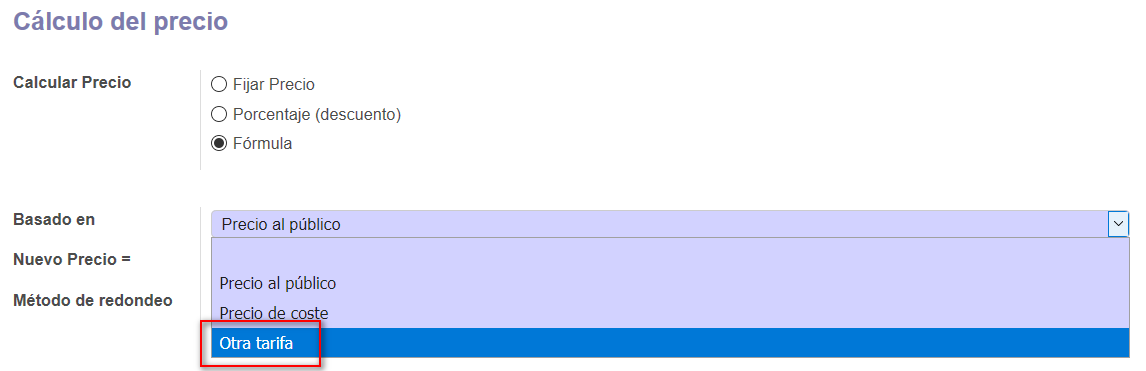 Cálculo del precio
Calcular Precio
Fijar Precio
Porcentaje (descuento)
Fórmula
Basado en
Precio al público
Nuevo Precio =
Precio al público
Método de redondeo
Precio de coste
Otra tarifa